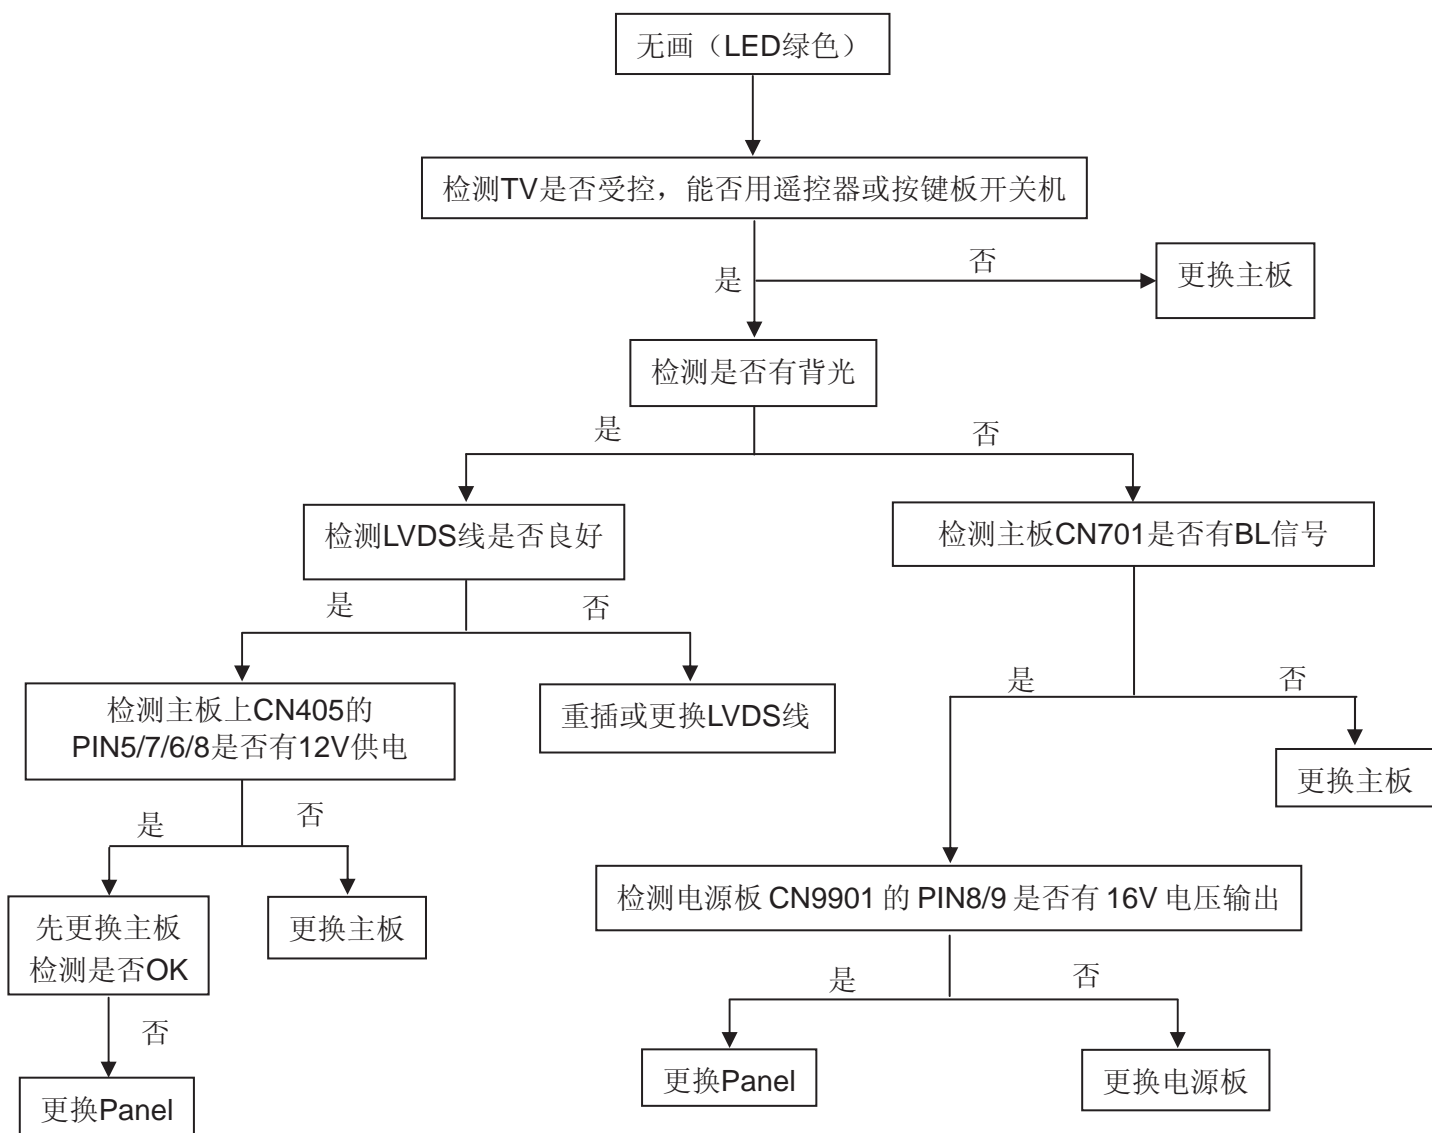 无画（LED绿色）
检测TV是否受控，能否用遥控器或按键板开关机
否
是
更换主板
检测是否有背光
是
否
检测LVDS线是否良好
检测主板CN701是否有BL信号
是
否
是
否
检测主板上CN405的
PIN5/7/6/8是否有12V供电
重插或更换LVDS线
更换主板
是
否
检测电源板 CN9901 的 PIN8/9 是否有 16V 电压输出
先更换主板
检测是否OK
更换主板
是
否
否
更换Panel
更换电源板
更换Panel